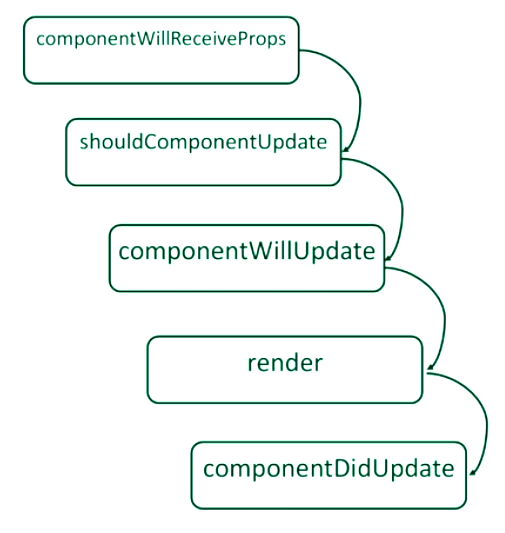 componentWillReceiveProps
shouldComponentUpdate
componentWillUpdate
render
componentDidUpdate